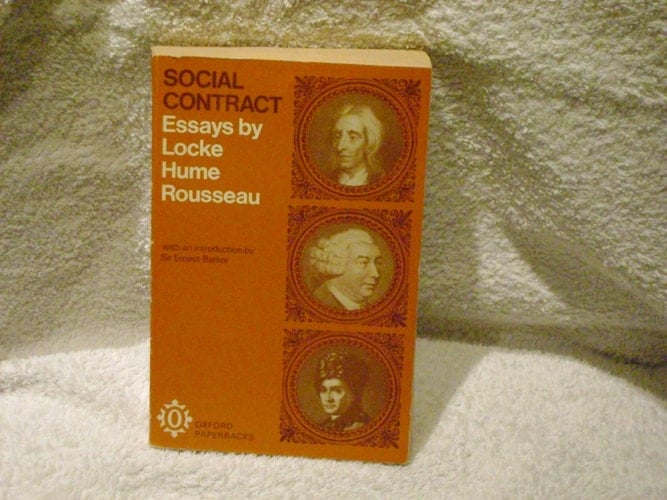 SOCIAL
CONTRACT
Essays by
Locke
Hume
Rousseau
with an introduction by
Sir Ernest Barker
O
OXFORD
PAPERBACKS